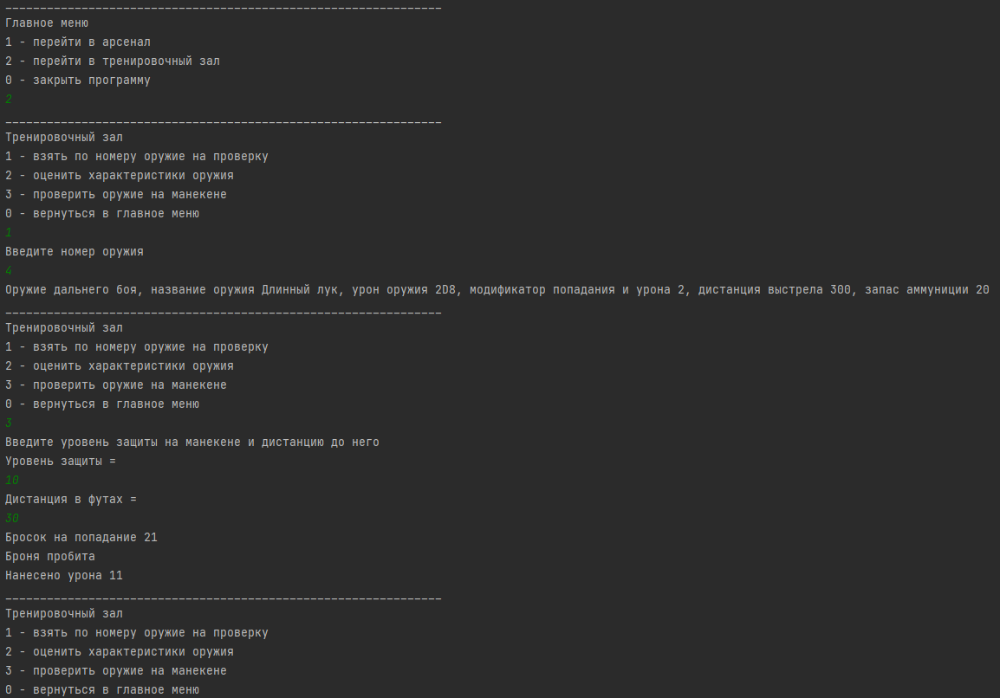 _______________________________________________________________
Главное меню
1 - перейти в арсенал
2 - перейти в тренировочный зал
0 - закрыть программу
2
_______________________________________________________________
Тренировочный зал
1 - взять по номеру оружие на проверку
2 - оценить характеристики оружия
3 - проверить оружие на манекене
0 - вернуться в главное меню
1
Введите номер оружия
4
Оружие дальнего боя, название оружия Длинный лук, урон оружия 2D8, модификатор попадания и урона 2, дистанция выстрела 300, запас аммуниции 20
_______________________________________________________________
Тренировочный зал
1 - взять по номеру оружие на проверку
2 - оценить характеристики оружия
3 - проверить оружие на манекене
0 - вернуться в главное меню
3
Введите уровень защиты на манекене и дистанцию до него
Уровень защиты =
10
Дистанция в футах =
30
Бросок на попадание 21
Броня пробита
Нанесено урона 11
_______________________________________________________________
Тренировочный зал
1 - взять по номеру оружие на проверку
2 - оценить характеристики оружия
3 - проверить оружие на манекене
0 - вернуться в главное меню